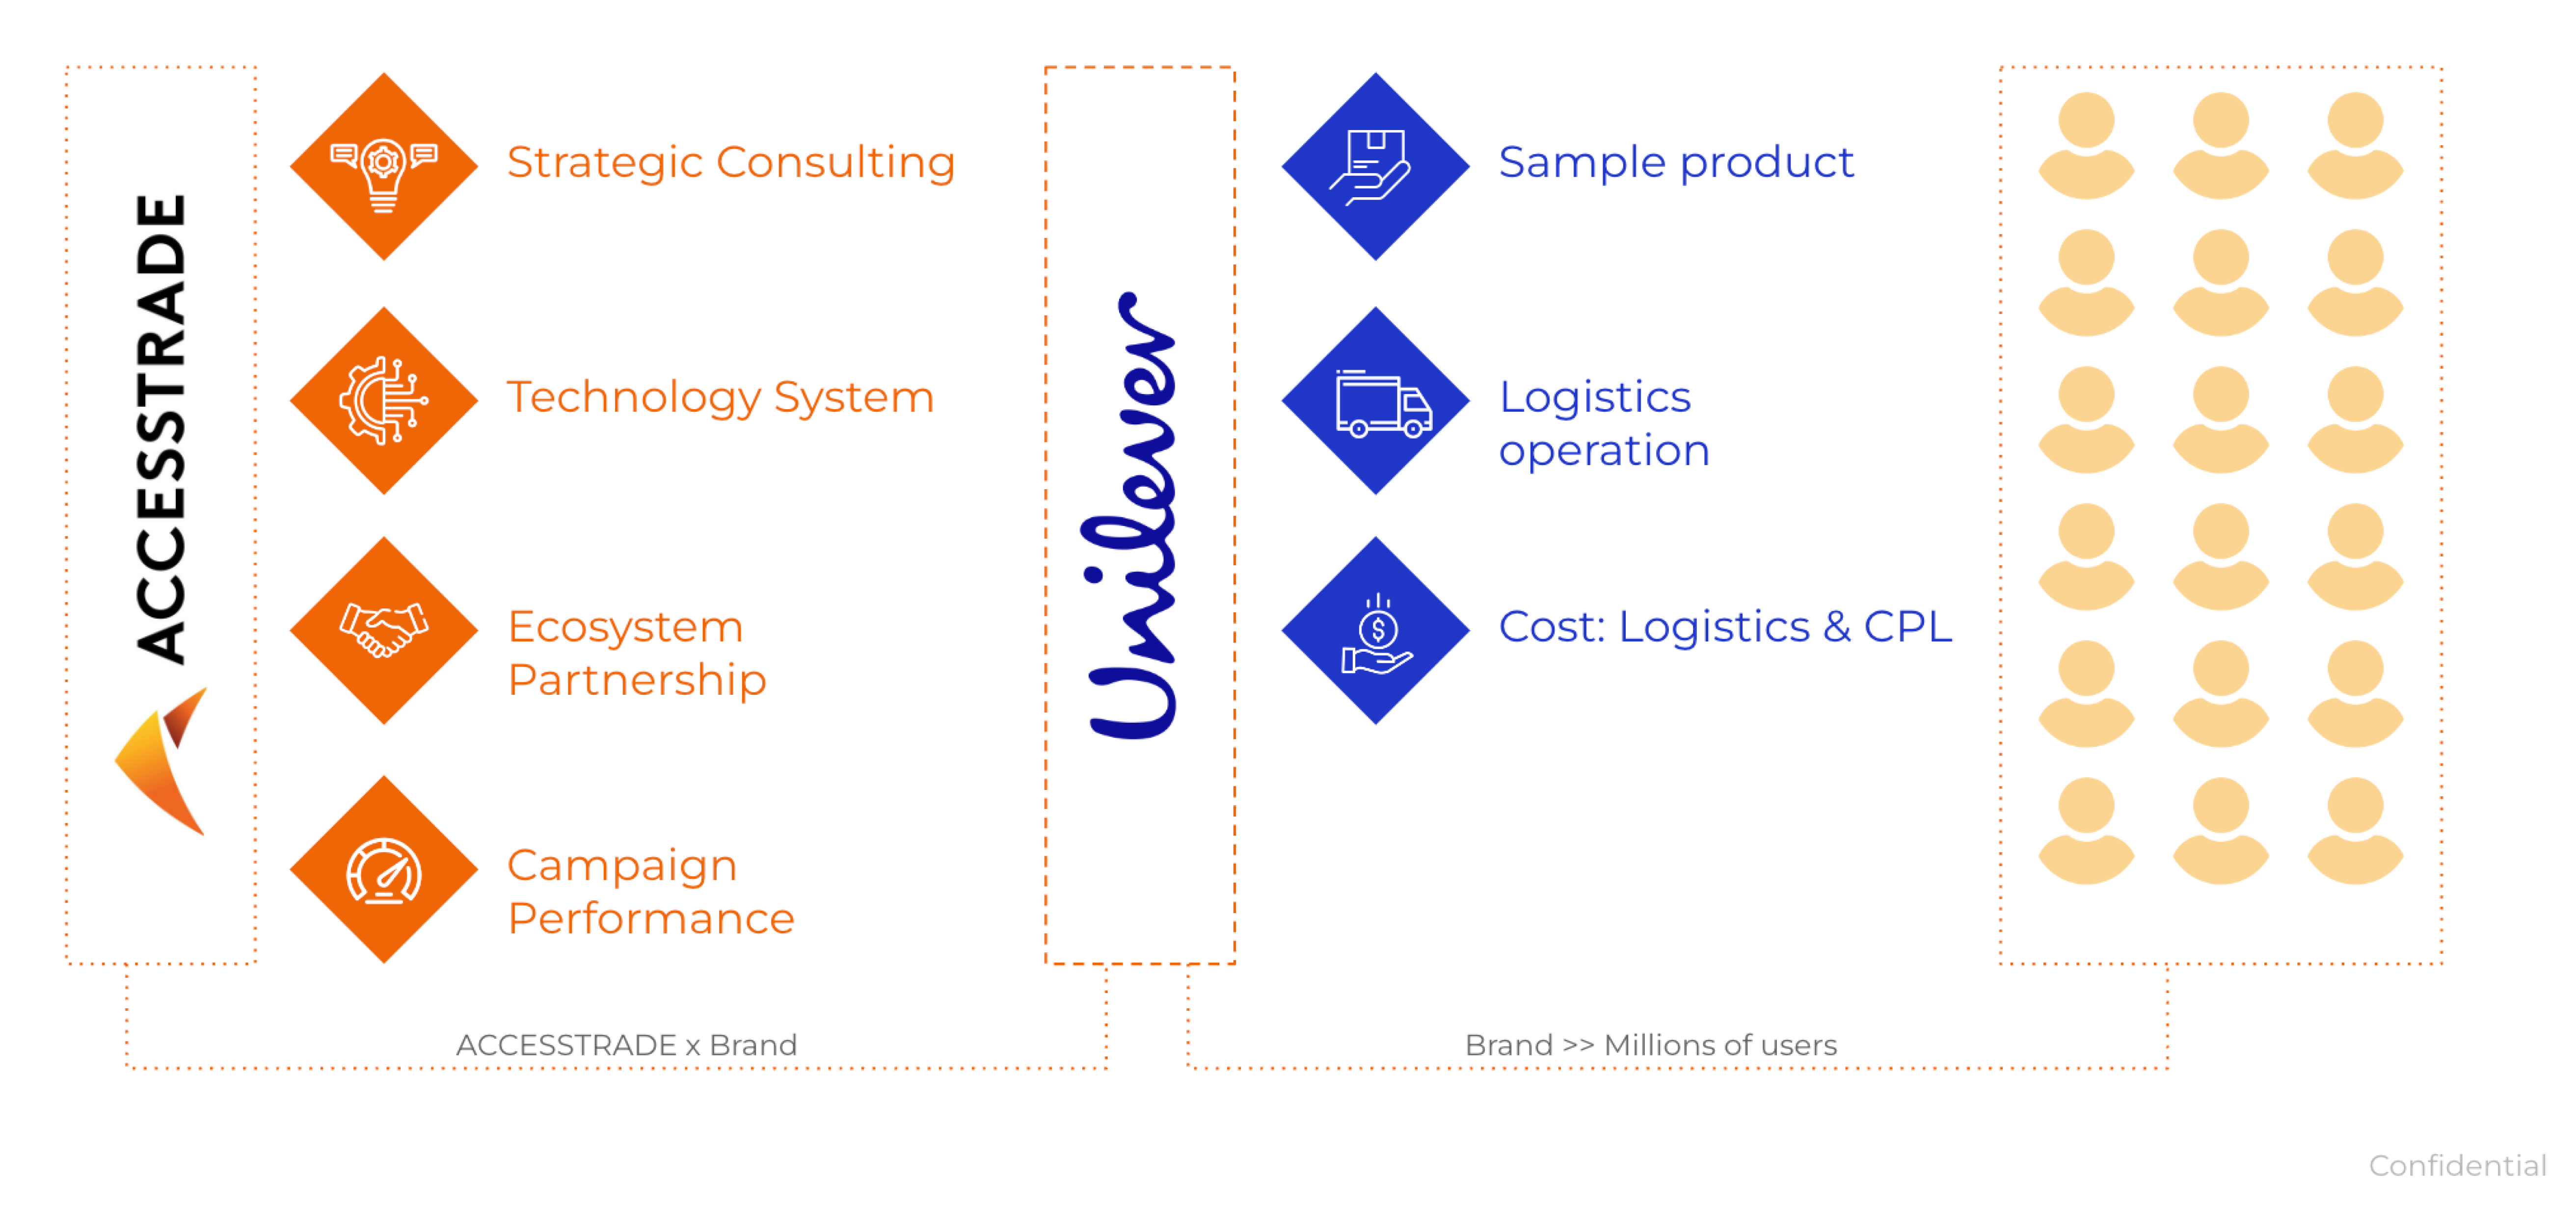 ACCESSTRADE
Strategic Consulting
Technology System
Ecosystem
Partnership
Campaign
Performance
Unilever
Sample product
Logistics
operation
Cost: Logistics & CPL
ACCESSTRADE x Brand
Brand >> Millions of users
Confidential